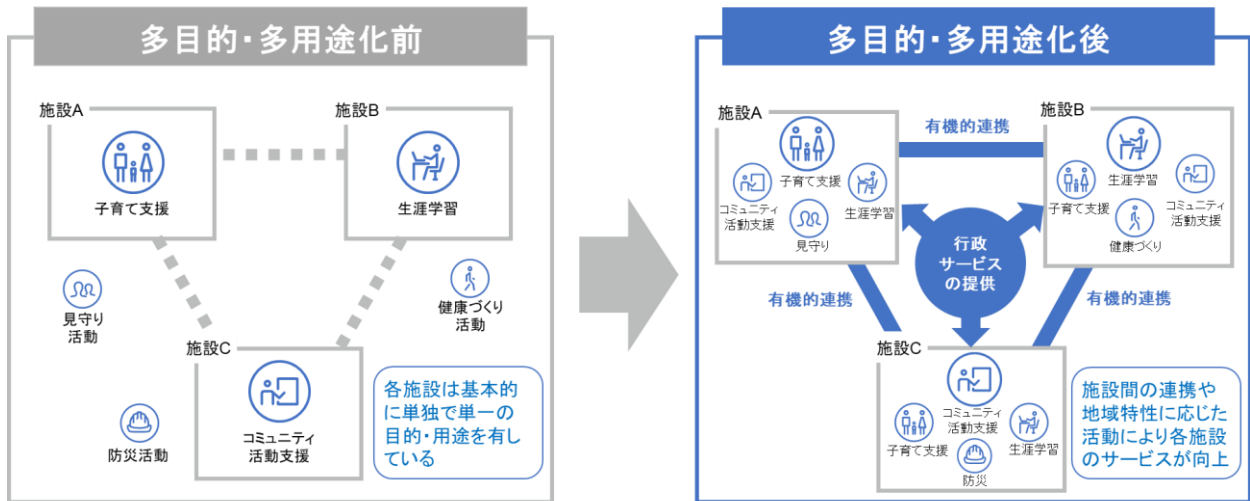 多目的・多用途化前
施設A
子育て支援
施設B
生涯学習
見守り
活動
健康づくり
活動
施設C
コミュニティ
活動支援
防災活動
各施設は基本的
に単独で単一の
目的・用途を有し
ている
多目的・多用途化後
施設A
子育て支援
コミュニティ
活動支援
生涯学習
見守り
有機的連携
施設B
生涯学習
子育て支援
コミュニティ
活動支援
健康づくり
行政
サービス
の提供
有機的連携
有機的連携
施設C
コミュニティ
活動支援
子育て支援
生涯学習
防災
施設間の連携や
地域特性に応じた
活動により各施設
のサービスが向上